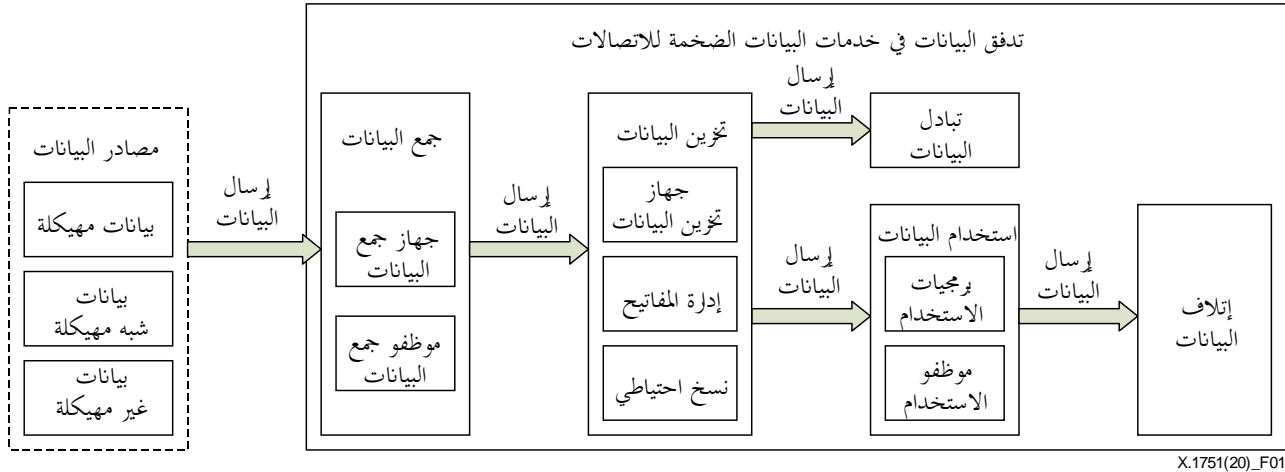 تدفق البيانات في خدمات البيانات الضخمة للاتصالات
مصادر البيانات
بيانات مهيكلة
بيانات
شبه مهيكلة
بيانات
غير مهيكلة
إرسال
البيانات
جمع البيانات
جهاز جمع
البيانات
موظفو جمع
البيانات
إرسال
البيانات
تخزين البيانات
جهاز
تخزين البيانات
إدارة المفاتيح
نسخ احتياطي
إرسال
البيانات
تبادل
البيانات
إرسال
البيانات
استخدام البيانات
برمجيات
الاستخدام
موظفو
الاستخدام
إرسال
البيانات
إتلاف
البيانات
X.1751(20)_F01